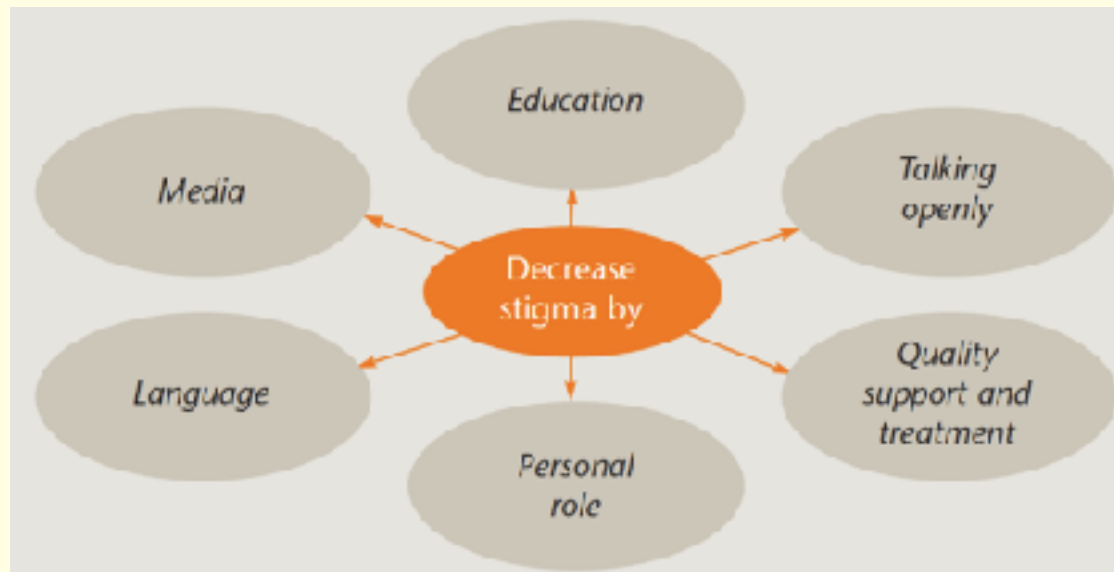 Education
Media
Talking
openly
Decrease
stigma by
Language
Quality
support and
treatment
Personal
role